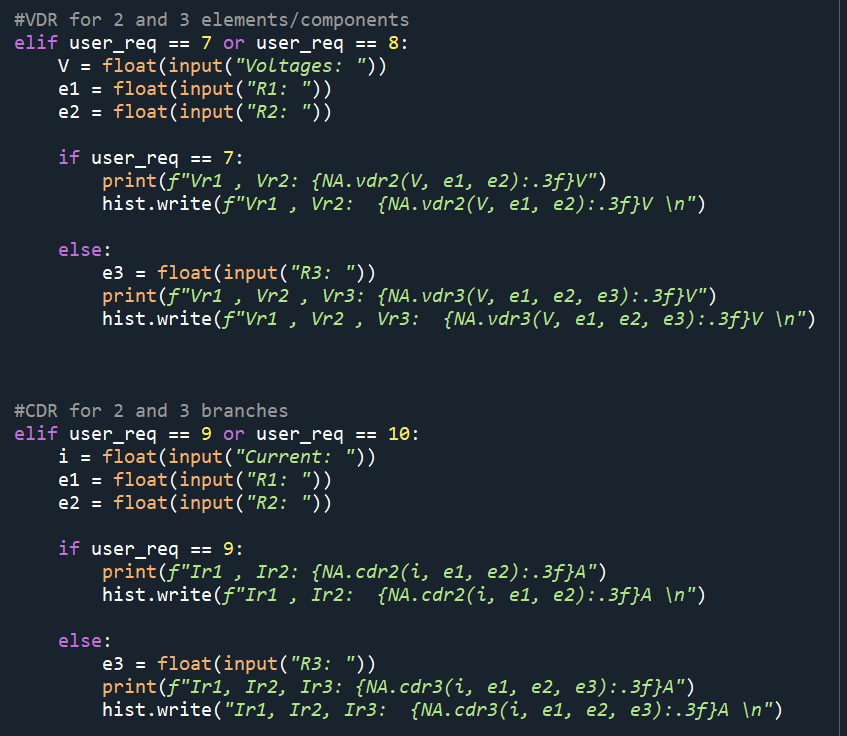 #VDR for 2 and 3 elements/components
elif user_req == 7 or user_req == 8:
    V = float(input("Voltages: "))
    e1 = float(input("R1: "))
    e2 = float(input("R2: "))

    if user_req == 7:
        print(f"Vr1 , Vr2: {NA.vdr2(V, e1, e2):.3f}V")
        hist.write(f"Vr1 , Vr2:  {NA.vdr2(V, e1, e2):.3f}V \n")

    else:
        e3 = float(input("R3: "))
        print(f"Vr1 , Vr2 , Vr3: {NA.vdr3(V, e1, e2, e3):.3f}V")
        hist.write(f"Vr1 , Vr2 , Vr3:  {NA.vdr3(V, e1, e2, e3):.3f}V \n")

#CDR for 2 and 3 branches
elif user_req == 9 or user_req == 10:
    i = float(input("Current: "))
    e1 = float(input("R1: "))
    e2 = float(input("R2: "))

    if user_req == 9:
        print(f"Ir1 , Ir2: {NA.cdr2(i, e1, e2):.3f}A")
        hist.write(f"Ir1 , Ir2:  {NA.cdr2(i, e1, e2):.3f}A \n")

    else:
        e3 = float(input("R3: "))
        print(f"Ir1, Ir2, Ir3: {NA.cdr3(i, e1, e2, e3):.3f}A")
        hist.write("Ir1, Ir2, Ir3:  {NA.cdr3(i, e1, e2, e3):.3f}A \n")